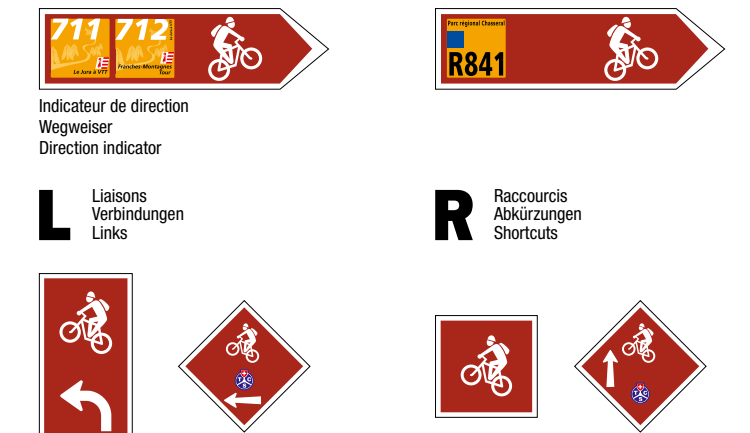 711 712
Le Jura à VTT
Franches-Montagnes
Tour
Parc régional Chasseral
R841
Indicateur de direction
Wegweiser
Direction indicator
L
Liaisons
Verbindungen
Links
R
Raccourcis
Abkürzungen
Shortcuts
T C S
T C S